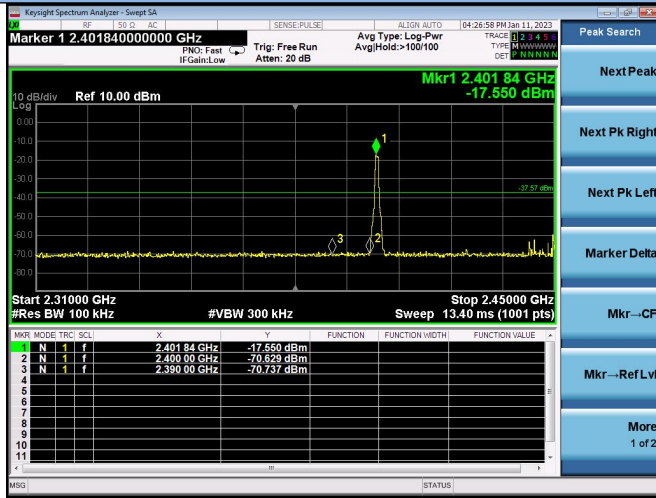 Keysight Spectrum Analyzer - Swept SA
RF 50 Ω AC SENSE:PULSE ALIGN AUTO 04:26:58 PM Jan 11, 2023
Marker 1 2.401840000000 GHz
Avg Type: Log-Pwr
TRACE 1 2 3 4 5 6
PNO: Fast Trig: Free Run Avg|Hold:>100/100 TYPE M WWWWW
IFGain:Low Atten: 20 dB DET P NNNNN
Mkr1 2.401 84 GHz
-17.550 dBm
10 dB/div Ref 10.00 dBm
Log
0.00
-10.0
-20.0
-30.0
-40.0
-50.0
-60.0
-70.0
-80.0
1
-37.57 dBm
3 2
Start 2.31000 GHz Stop 2.45000 GHz
#Res BW 100 kHz #VBW 300 kHz Sweep 13.40 ms (1001 pts)
MKR MODE TRC SCL X Y FUNCTION FUNCTION WIDTH FUNCTION VALUE
1 N 1 f 2.401 84 GHz -17.550 dBm
2 N 1 f 2.400 00 GHz -70.629 dBm
3 N 1 f 2.390 00 GHz -70.737 dBm
4
5
6
7
8
9
10
11
MSG STATUS
Peak Search
Next Peak
Next Pk Right
Next Pk Left
Marker Delta
Mkr→CF
Mkr→Ref Lvl
More
1 of 2